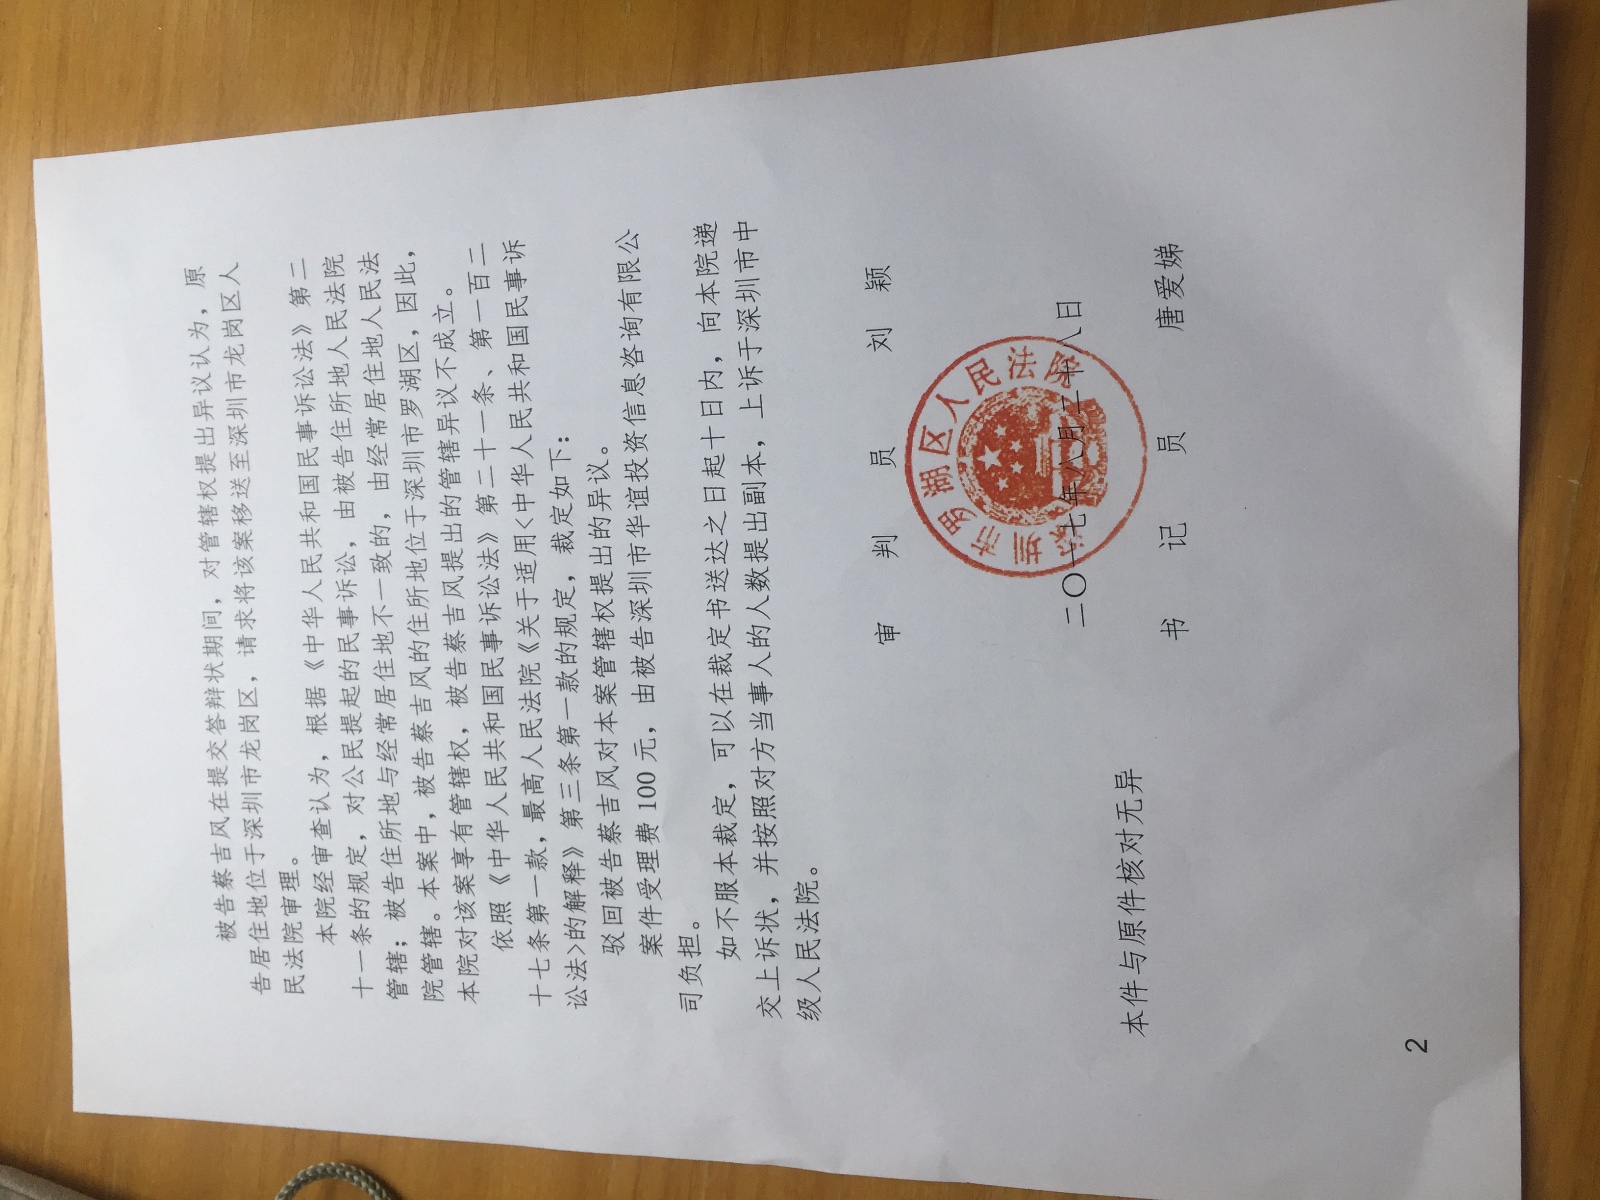 被告蔡吉风在提交答辩状期间，对管辖权提出异议认为，原
告居住地位于深圳市龙岗区，请求将该案移送至深圳市龙岗区人
民法院审理。
本院经审查认为，根据《中华人民共和国民事诉讼法》第二
十一条的规定，对公民提起的民事诉讼，由被告住所地人民法院
管辖；被告住所地与经常居住地不一致的，由经常居住地人民法
院管辖。本案中，被告蔡吉风的住所地位于深圳市罗湖区，因此，
本院对该案享有管辖权，被告蔡吉风提出的管辖异议不成立。
依照《中华人民共和国民事诉讼法》第二十一条、第一百二
十七条第一款，最高人民法院《关于适用<中华人民共和国民事诉
讼法>的解释》第三条第一款的规定，裁定如下：
驳回被告蔡吉风对本案管辖权提出的异议。
案件受理费100元，由被告深圳市华谊投资信息咨询有限公
司负担。
如不服本裁定，可以在裁定书送达之日起十日内，向本院递
交上诉状，并按照对方当事人的人数提出副本，上诉于深圳市中
级人民法院。
审 判 员 刘 颖
深圳市罗湖区人民法院
二〇一七年八月二十八日
本件与原件核对无异
书 记 员 唐爱娣
2